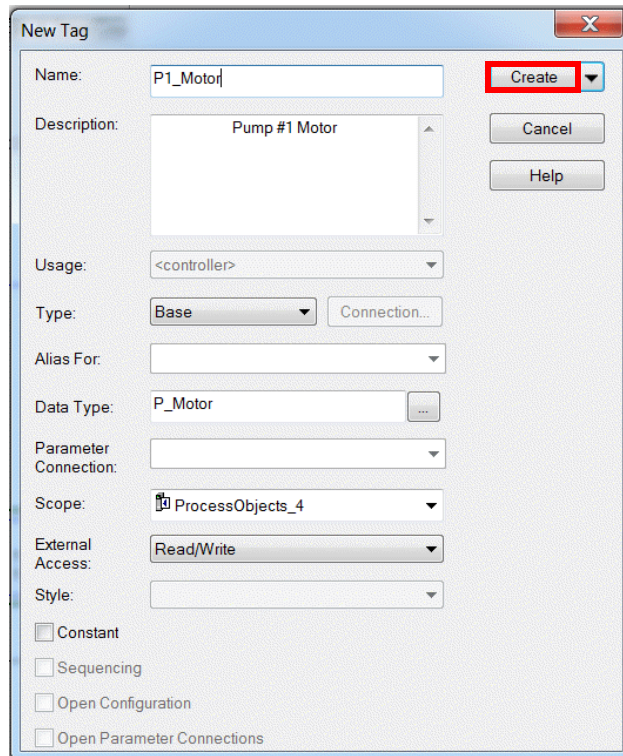 New Tag
Name: P1_Motor Create
Description: Pump #1 Motor Cancel
Help
Usage: <controller>
Type: Base Connection...
Alias For:
Data Type: P_Motor ...
Parameter
Connection:
Scope: ProcessObjects_4
External
Access: Read/Write
Style:
Constant
Sequencing
Open Configuration
Open Parameter Connections